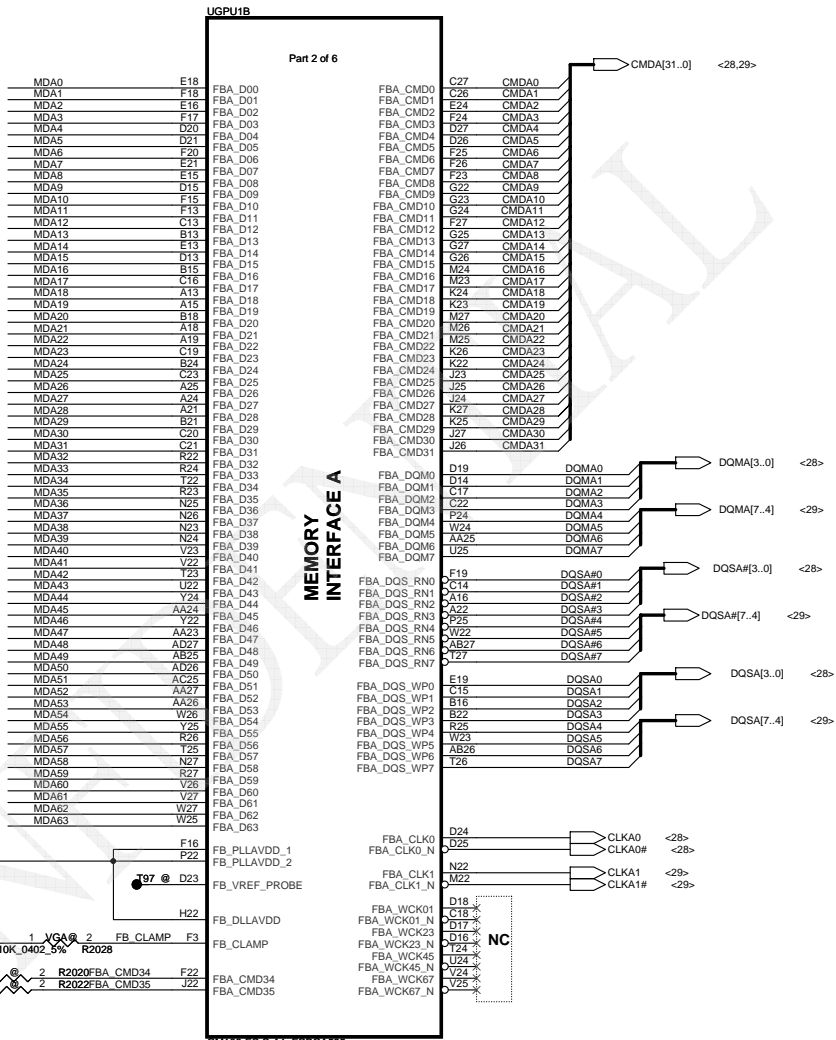 UGPU1B
Part 2 of 6
MDA0 E18 FBA_D00
MDA1 F18 FBA_D01
MDA2 E16 FBA_D02
MDA3 F17 FBA_D03
MDA4 D20 FBA_D04
MDA5 D21 FBA_D05
MDA6 F20 FBA_D06
MDA7 E21 FBA_D07
MDA8 E15 FBA_D08
MDA9 D15 FBA_D09
MDA10 F15 FBA_D10
MDA11 F13 FBA_D11
MDA12 C13 FBA_D12
MDA13 B13 FBA_D13
MDA14 E13 FBA_D14
MDA15 D13 FBA_D15
MDA16 B15 FBA_D16
MDA17 C16 FBA_D17
MDA18 A13 FBA_D18
MDA19 A15 FBA_D19
MDA20 B18 FBA_D20
MDA21 A18 FBA_D21
MDA22 A19 FBA_D22
MDA23 C19 FBA_D23
MDA24 B24 FBA_D24
MDA25 C23 FBA_D25
MDA26 A25 FBA_D26
MDA27 A24 FBA_D27
MDA28 A21 FBA_D28
MDA29 B21 FBA_D29
MDA30 C20 FBA_D30
MDA31 C21 FBA_D31
MDA32 R22 FBA_D32
MDA33 R24 FBA_D33
MDA34 T22 FBA_D34
MDA35 R23 FBA_D35
MDA36 N25 FBA_D36
MDA37 N26 FBA_D37
MDA38 N23 FBA_D38
MDA39 N24 FBA_D39
MDA40 V23 FBA_D40
MDA41 V22 FBA_D41
MDA42 T23 FBA_D42
MDA43 U22 FBA_D43
MDA44 Y24 FBA_D44
MDA45 AA24 FBA_D45
MDA46 Y22 FBA_D46
MDA47 AA23 FBA_D47
MDA48 AD27 FBA_D48
MDA49 AB25 FBA_D49
MDA50 AD26 FBA_D50
MDA51 AC25 FBA_D51
MDA52 AA27 FBA_D52
MDA53 AA26 FBA_D53
MDA54 W26 FBA_D54
MDA55 Y25 FBA_D55
MDA56 R26 FBA_D56
MDA57 T25 FBA_D57
MDA58 N27 FBA_D58
MDA59 R27 FBA_D59
MDA60 V26 FBA_D60
MDA61 V27 FBA_D61
MDA62 W27 FBA_D62
MDA63 W25 FBA_D63
F16 FB_PLLAVDD_1
P22 FB_PLLAVDD_2
T97 @ D23 FB_VREF_PROBE
H22 FB_DLLAVDD
1 VGA@ 2 FB_CLAMP F3 FB_CLAMP
10K_0402_5% R2028
@ 2 R2020 FBA_CMD34 F22 FBA_CMD34
@ 2 R2022 FBA_CMD35 J22 FBA_CMD35
MEMORY
INTERFACE A
FBA_CMD0 C27 CMDA0
FBA_CMD1 C26 CMDA1
FBA_CMD2 E24 CMDA2
FBA_CMD3 F24 CMDA3
FBA_CMD4 D27 CMDA4
FBA_CMD5 D26 CMDA5
FBA_CMD6 F25 CMDA6
FBA_CMD7 F26 CMDA7
FBA_CMD8 F23 CMDA8
FBA_CMD9 G22 CMDA9
FBA_CMD10 G23 CMDA10
FBA_CMD11 G24 CMDA11
FBA_CMD12 F27 CMDA12
FBA_CMD13 G25 CMDA13
FBA_CMD14 G27 CMDA14
FBA_CMD15 G26 CMDA15
FBA_CMD16 M24 CMDA16
FBA_CMD17 M23 CMDA17
FBA_CMD18 K24 CMDA18
FBA_CMD19 K23 CMDA19
FBA_CMD20 M27 CMDA20
FBA_CMD21 M26 CMDA21
FBA_CMD22 M25 CMDA22
FBA_CMD23 K26 CMDA23
FBA_CMD24 K22 CMDA24
FBA_CMD25 J23 CMDA25
FBA_CMD26 J25 CMDA26
FBA_CMD27 J24 CMDA27
FBA_CMD28 K27 CMDA28
FBA_CMD29 K25 CMDA29
FBA_CMD30 J27 CMDA30
FBA_CMD31 J26 CMDA31
CMDA[31..0] <28,29>
FBA_DQM0 D19 DQMA0
FBA_DQM1 D14 DQMA1
FBA_DQM2 C17 DQMA2
FBA_DQM3 C22 DQMA3
FBA_DQM4 P24 DQMA4
FBA_DQM5 W24 DQMA5
FBA_DQM6 AA25 DQMA6
FBA_DQM7 U25 DQMA7
DQMA[3..0] <28>
DQMA[7..4] <29>
FBA_DQS_RN0 F19 DQSA#0
FBA_DQS_RN1 C14 DQSA#1
FBA_DQS_RN2 A16 DQSA#2
FBA_DQS_RN3 A22 DQSA#3
FBA_DQS_RN4 P25 DQSA#4
FBA_DQS_RN5 W22 DQSA#5
FBA_DQS_RN6 AB27 DQSA#6
FBA_DQS_RN7 T27 DQSA#7
DQSA#[3..0] <28>
DQSA#[7..4] <29>
FBA_DQS_WP0 E19 DQSA0
FBA_DQS_WP1 C15 DQSA1
FBA_DQS_WP2 B16 DQSA2
FBA_DQS_WP3 B22 DQSA3
FBA_DQS_WP4 R25 DQSA4
FBA_DQS_WP5 W23 DQSA5
FBA_DQS_WP6 AB26 DQSA6
FBA_DQS_WP7 T26 DQSA7
DQSA[3..0] <28>
DQSA[7..4] <29>
FBA_CLK0 D24 CLKA0 <28>
FBA_CLK0_N D25 CLKA0# <28>
FBA_CLK1 N22 CLKA1 <29>
FBA_CLK1_N M22 CLKA1# <29>
FBA_WCK01 D18
FBA_WCK01_N C18
FBA_WCK23 D17
FBA_WCK23_N D16
FBA_WCK45 T24
FBA_WCK45_N U24
FBA_WCK67 V24
FBA_WCK67_N V25
NC
NFIDENTIAL